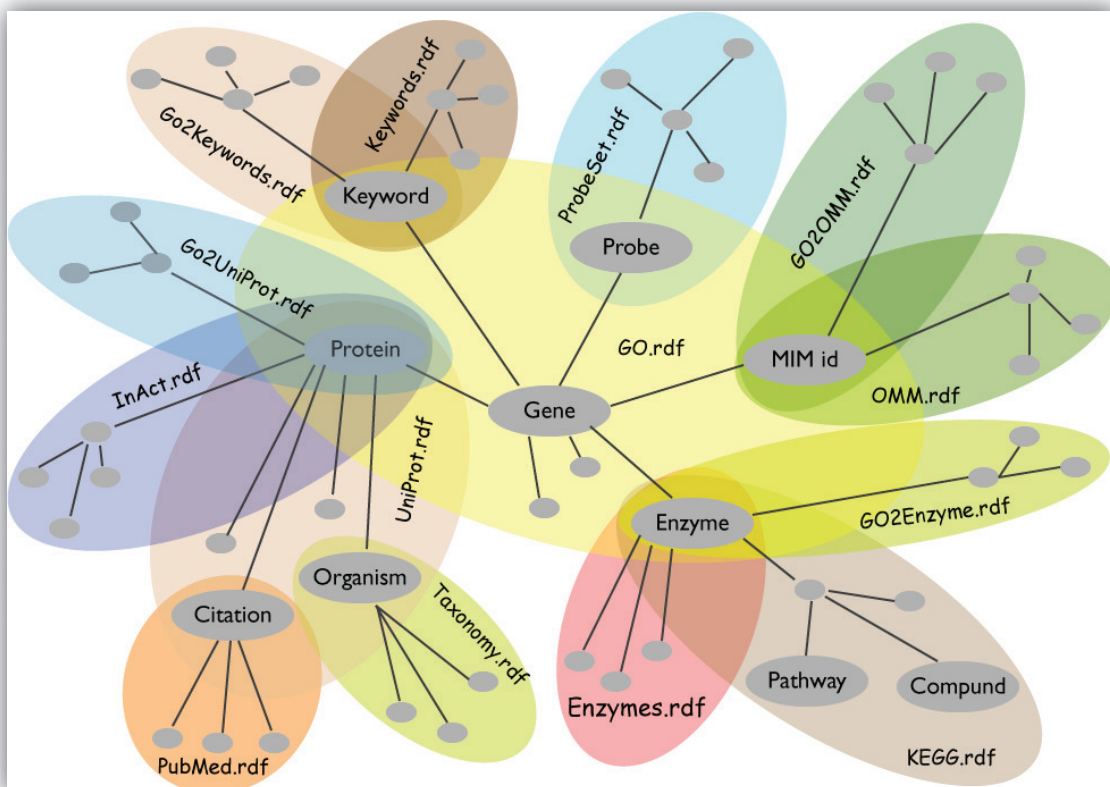 Go2Keywords.rdf
Keywords.rdf
ProbeSet.rdf
GO2OMM.rdf
Keyword
Probe
Go2UniProt.rdf
Protein
GO.rdf
MIM id
InAct.rdf
OMM.rdf
Gene
UniProt.rdf
Enzyme
GO2Enzyme.rdf
Organism
Citation
Taxonomy.rdf
Pathway
Compund
Enzymes.rdf
KEGG.rdf
PubMed.rdf